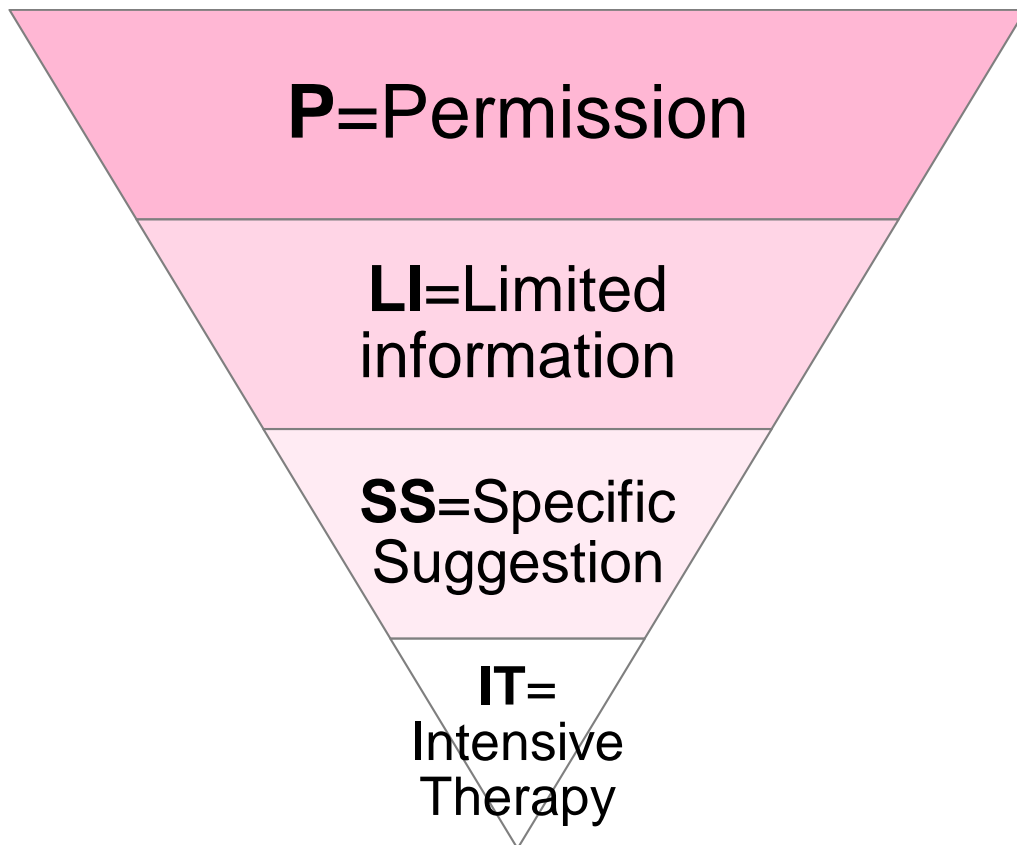 P=Permission
LI=Limited
information
SS=Specific
Suggestion
IT=
Intensive
Therapy